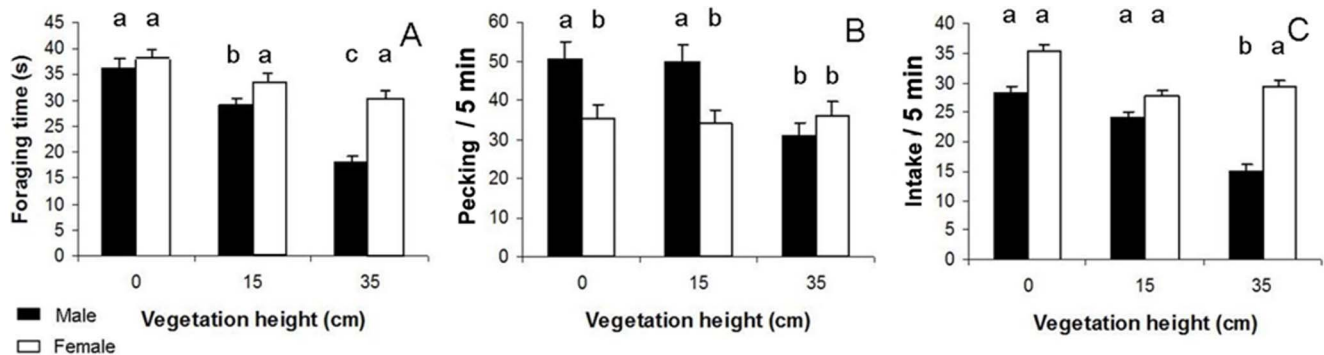 45
40
35
30
25
20
15
10
5
0
Foraging time (s)
a a b a c a
A
0 15 35
Vegetation height (cm)
Male
Female
60
50
40
30
20
10
0
Pecking / 5 min
a b a b b b
B
0 15 35
Vegetation height (cm)
40
35
30
25
20
15
10
5
0
Intake / 5 min
a a a a b a
C
0 15 35
Vegetation height (cm)